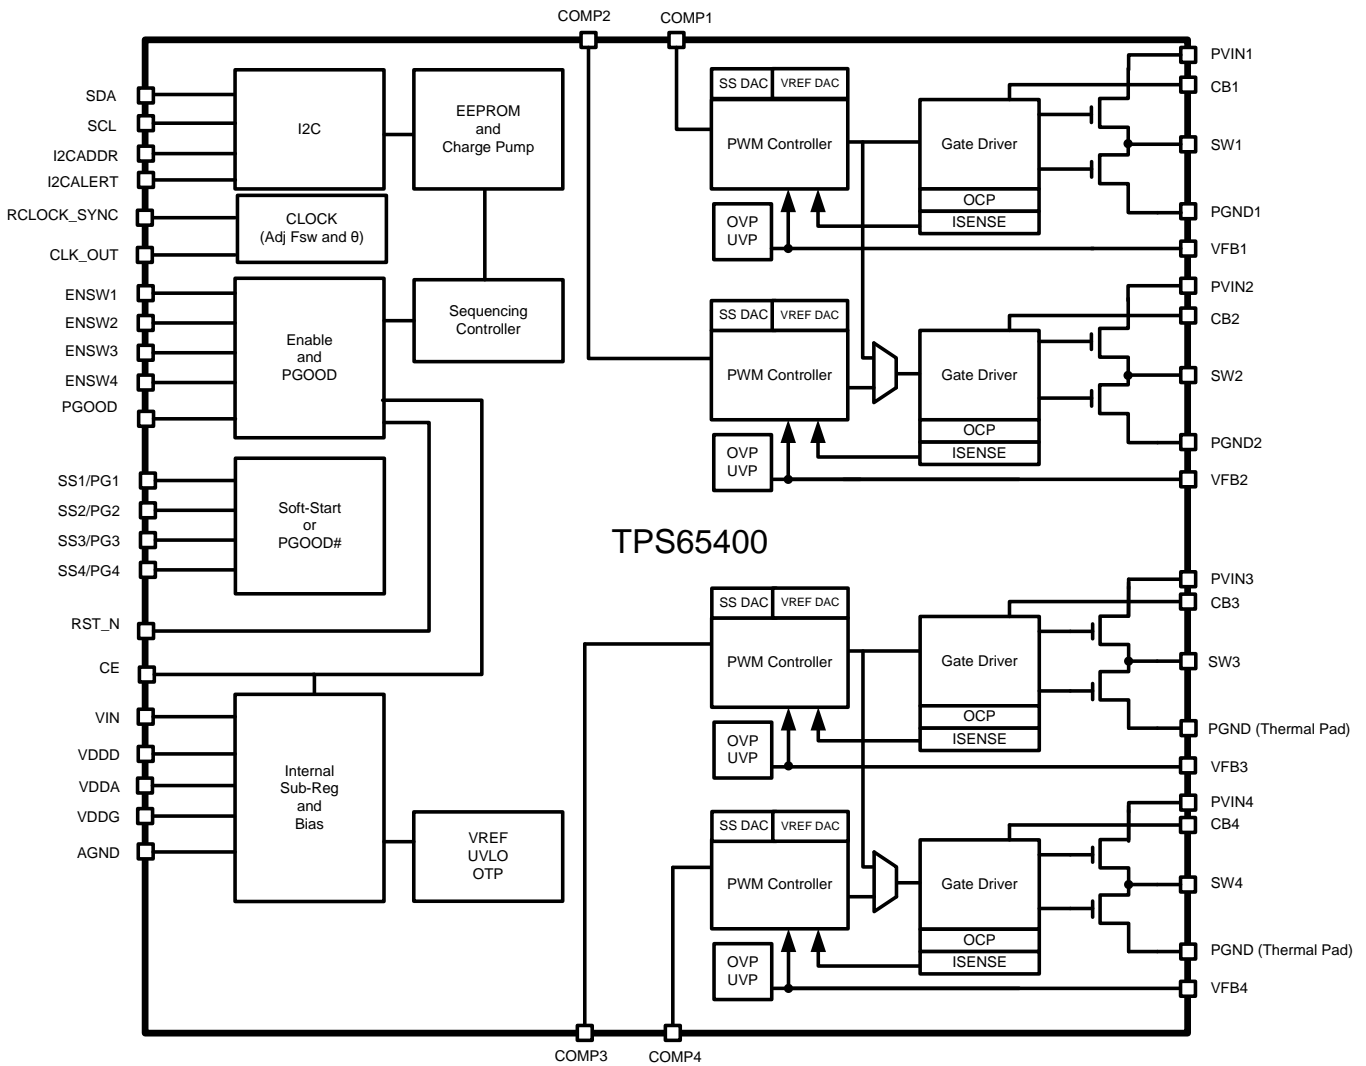 COMP2
COMP1
SDA
SCL
I2CADDR
I2CALERT
RCLOCK_SYNC
CLK_OUT
ENSW1
ENSW2
ENSW3
ENSW4
PGOOD
SS1/PG1
SS2/PG2
SS3/PG3
SS4/PG4
RST_N
CE
VIN
VDDD
VDDA
VDDG
AGND
I2C
EEPROM
and
Charge Pump
CLOCK
(Adj Fsw and θ)
Enable
and
PGOOD
Sequencing
Controller
Soft-Start
or
PGOOD#
Internal
Sub-Reg
and
Bias
VREF
UVLO
OTP
TPS65400
SS DAC
VREF DAC
PWM Controller
OVP
UVP
Gate Driver
OCP
ISENSE
PVIN1
CB1
SW1
PGND1
VFB1
SS DAC
VREF DAC
PWM Controller
OVP
UVP
Gate Driver
OCP
ISENSE
PVIN2
CB2
SW2
PGND2
VFB2
SS DAC
VREF DAC
PWM Controller
OVP
UVP
Gate Driver
OCP
ISENSE
PVIN3
CB3
SW3
PGND (Thermal Pad)
VFB3
SS DAC
VREF DAC
PWM Controller
OVP
UVP
Gate Driver
OCP
ISENSE
PVIN4
CB4
SW4
PGND (Thermal Pad)
VFB4
COMP3
COMP4